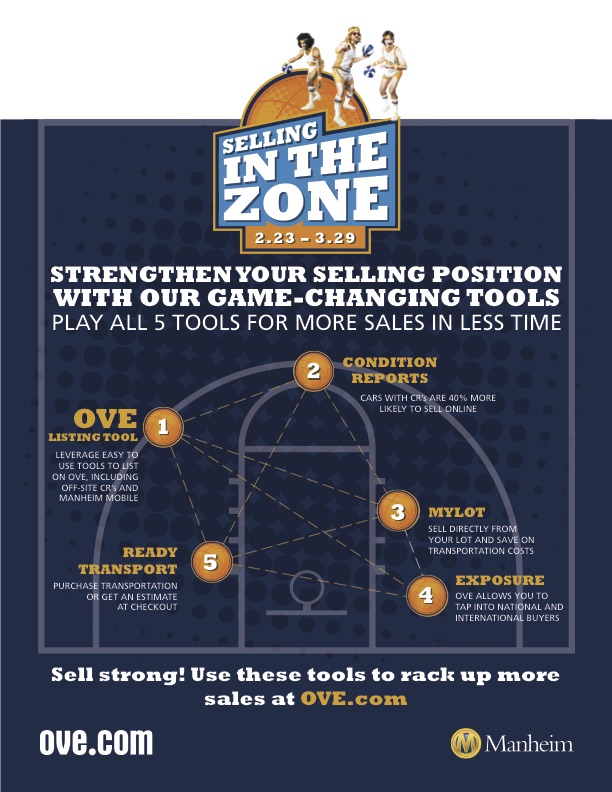 SELLING
IN THE
ZONE
2.23 – 3.29
STRENGTHEN YOUR SELLING POSITION
WITH OUR GAME-CHANGING TOOLS
PLAY ALL 5 TOOLS FOR MORE SALES IN LESS TIME
2
CONDITION
REPORTS
CARS WITH CR's ARE 40% MORE
LIKELY TO SELL ONLINE
OVE
LISTING TOOL
1
LEVERAGE EASY TO
USE TOOLS TO LIST
ON OVE, INCLUDING
OFF-SITE CR's AND
MANHEIM MOBILE
3
MYLOT
SELL DIRECTLY FROM
YOUR LOT AND SAVE ON
TRANSPORTATION COSTS
READY
TRANSPORT
5
PURCHASE TRANSPORTATION
OR GET AN ESTIMATE
AT CHECKOUT
4
EXPOSURE
OVE ALLOWS YOU TO
TAP INTO NATIONAL AND
INTERNATIONAL BUYERS
Sell strong! Use these tools to rack up more
sales at OVE.com
ove.com
M Manheim